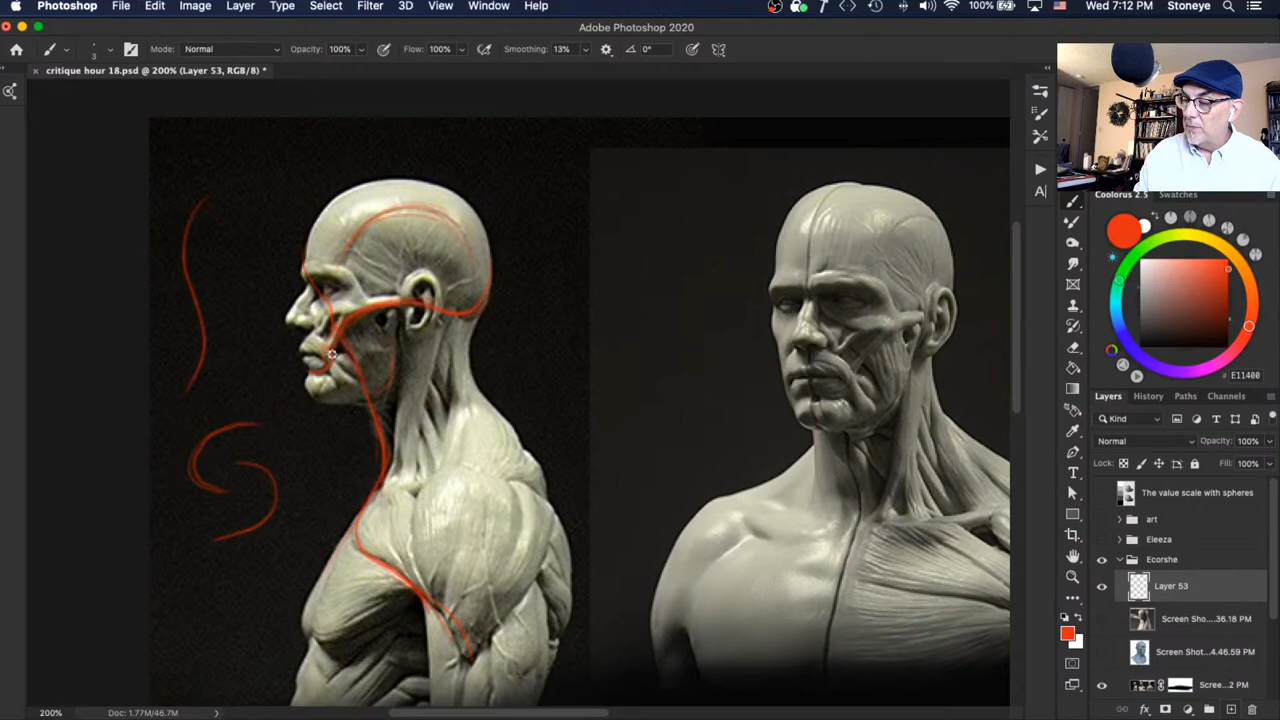 Photoshop File Edit Image Layer Type Select Filter 3D View Window Help 100% Wed 7:12 PM Stoneye
Adobe Photoshop 2020
3 Mode: Normal Opacity: 100% Flow: 100% Smoothing: 13% 0°
critique hour 18.psd @ 200% (Layer 53, RGB/8) *
Coolorus 2.5 Swatches
# E11400
Layers History Paths Channels
Kind
Normal Opacity: 100%
Lock: Fill: 100%
The value scale with spheres
art
Eleeza
Ecorshe
Layer 53
Screen Sho....36.18 PM
Screen Shot...4.46.59 PM
Scree...2 PM
200% Doc: 1.77M/46.7M
fx